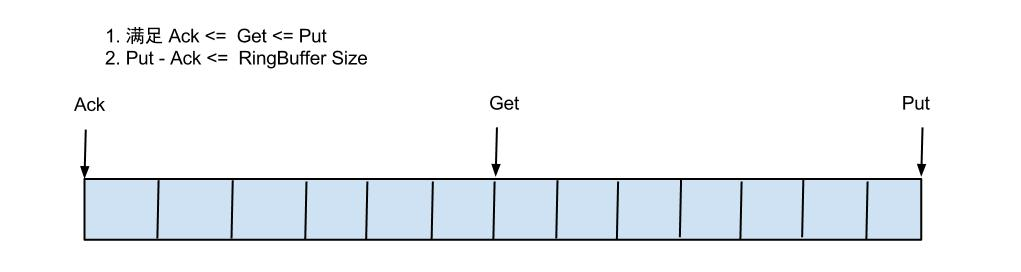 1. 满足 Ack <= Get <= Put
2. Put - Ack <= RingBuffer Size
Ack Get Put